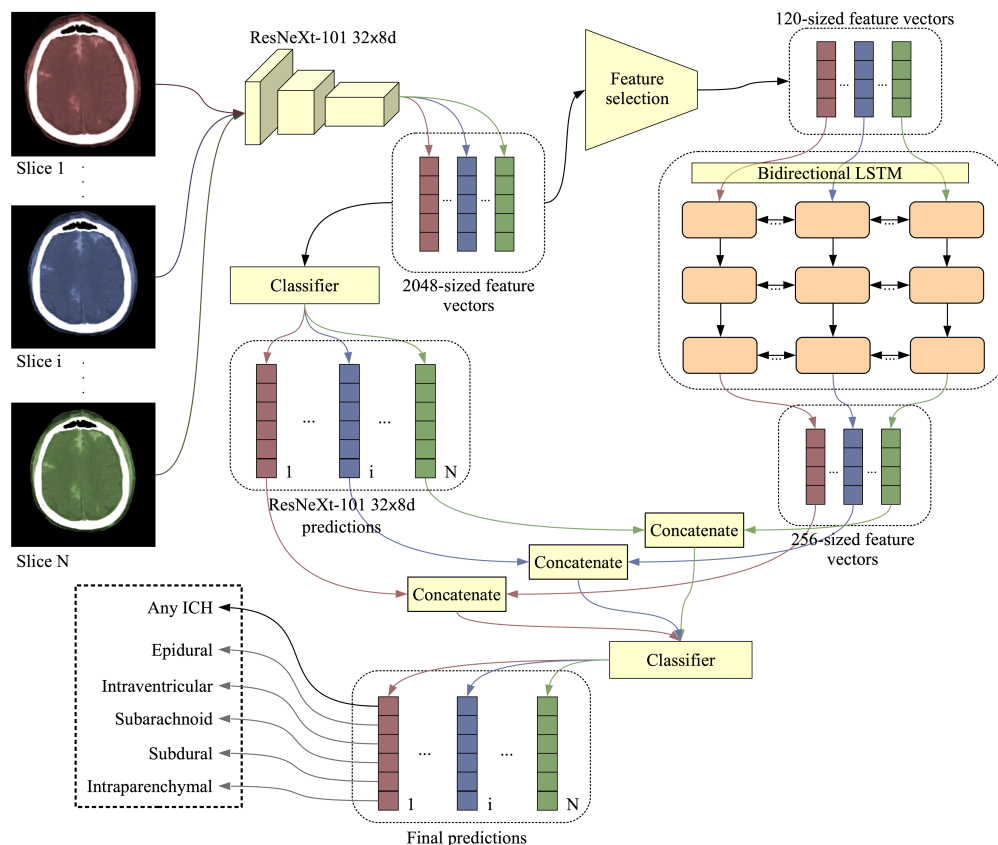 ResNeXt-101 32x8d
120-sized feature vectors
Feature
selection
Slice 1
Bidirectional LSTM
...
...
...
...
...
...
Classifier
2048-sized feature
vectors
...
...
...
...
Slice i
...
...
...
...
1
i
N
ResNeXt-101 32x8d
predictions
...
...
256-sized feature
vectors
Concatenate
Concatenate
Concatenate
Slice N
Any ICH
Epidural
Intraventricular
Subarachnoid
Subdural
Intraparenchymal
Classifier
...
...
1
i
N
Final predictions